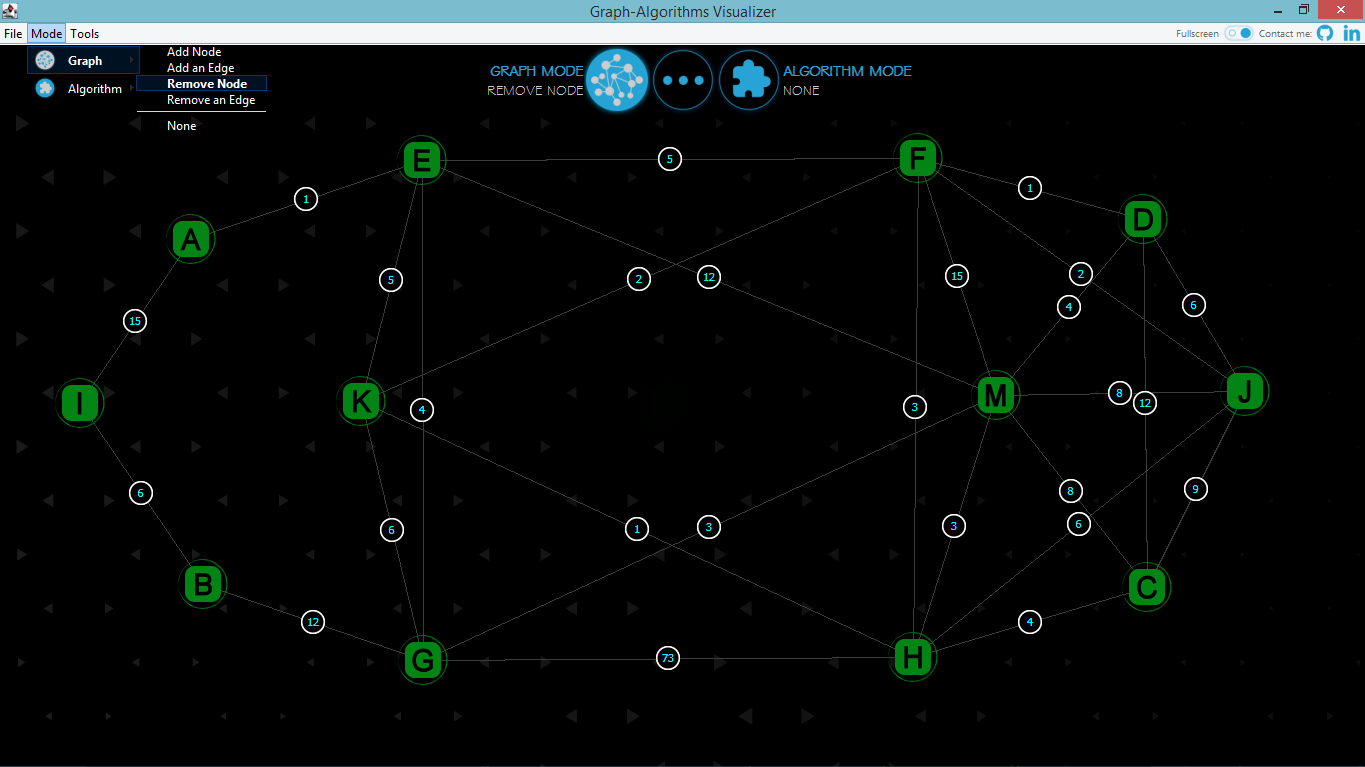 Graph-Algorithms Visualizer
File Mode Tools
Fullscreen Contact me: in
Graph
Algorithm
Add Node
Add an Edge
Remove Node
Remove an Edge
None
GRAPH MODE
REMOVE NODE
ALGORITHM MODE
NONE
E 5 F
1 1
A D
5 2 12 15 2 4 6
15
I K 4 3 M 8 12 J
6 6 1 3 3 8 6 9
B C
12 4
G 73 H